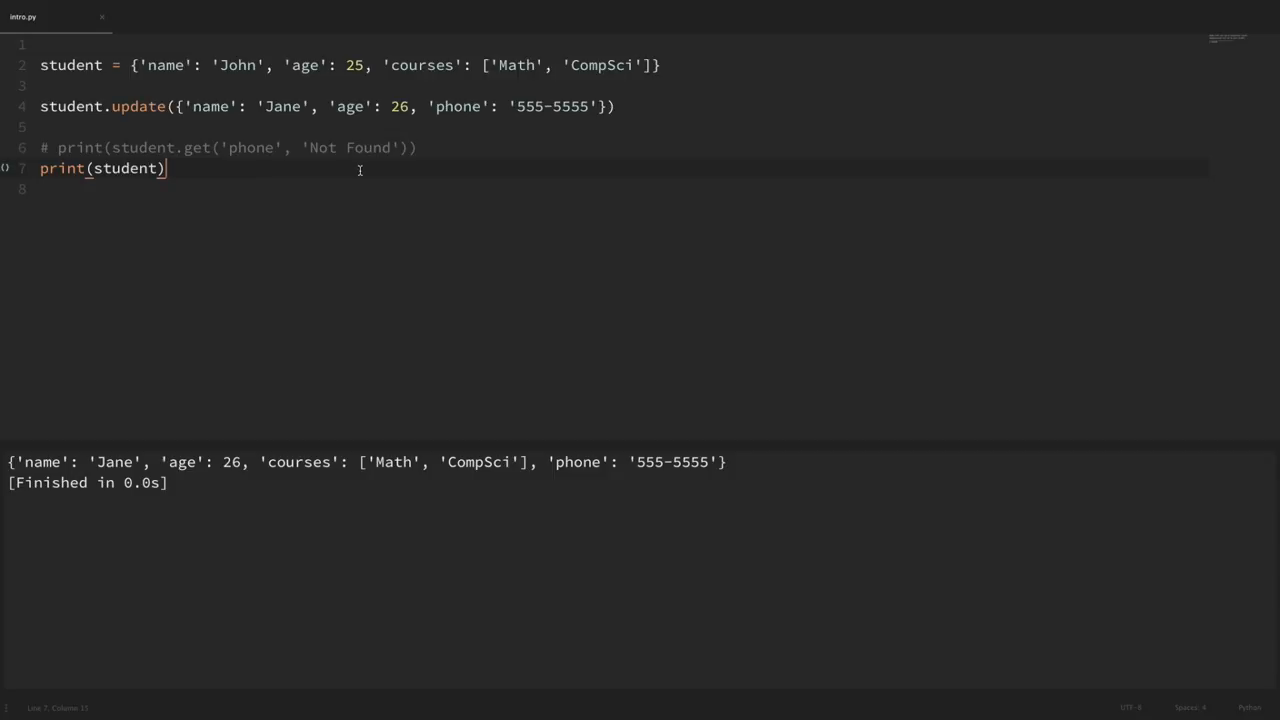 intro.py ×
1
2 student = {'name': 'John', 'age': 25, 'courses': ['Math', 'CompSci']}
3
4 student.update({'name': 'Jane', 'age': 26, 'phone': '555-5555'})
5
6 # print(student.get('phone', 'Not Found'))
{} 7 print(student)
8
{'name': 'Jane', 'age': 26, 'courses': ['Math', 'CompSci'], 'phone': '555-5555'}
[Finished in 0.0s]
Line 7, Column 15 UTF-8 Spaces: 4 Python